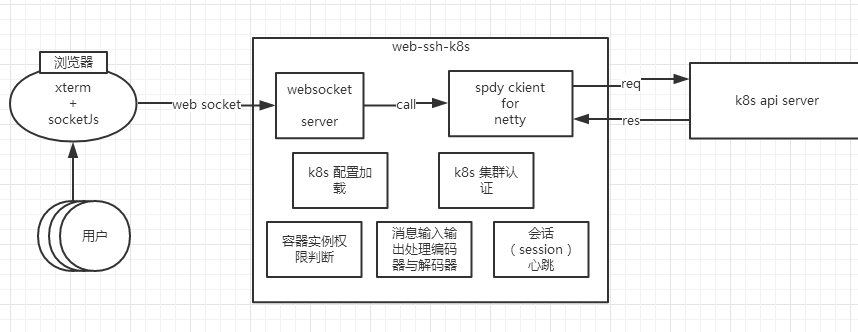 web-ssh-k8s
浏览器
xterm
+
socketJs
web socket
websocket
server
call
spdy ckient
for
netty
req
res
k8s api server
k8s 配置加
载
k8s 集群认
证
用户
容器实例权
限判断
消息输入输
出处理编码
器与解码器
会话
（session）
心跳